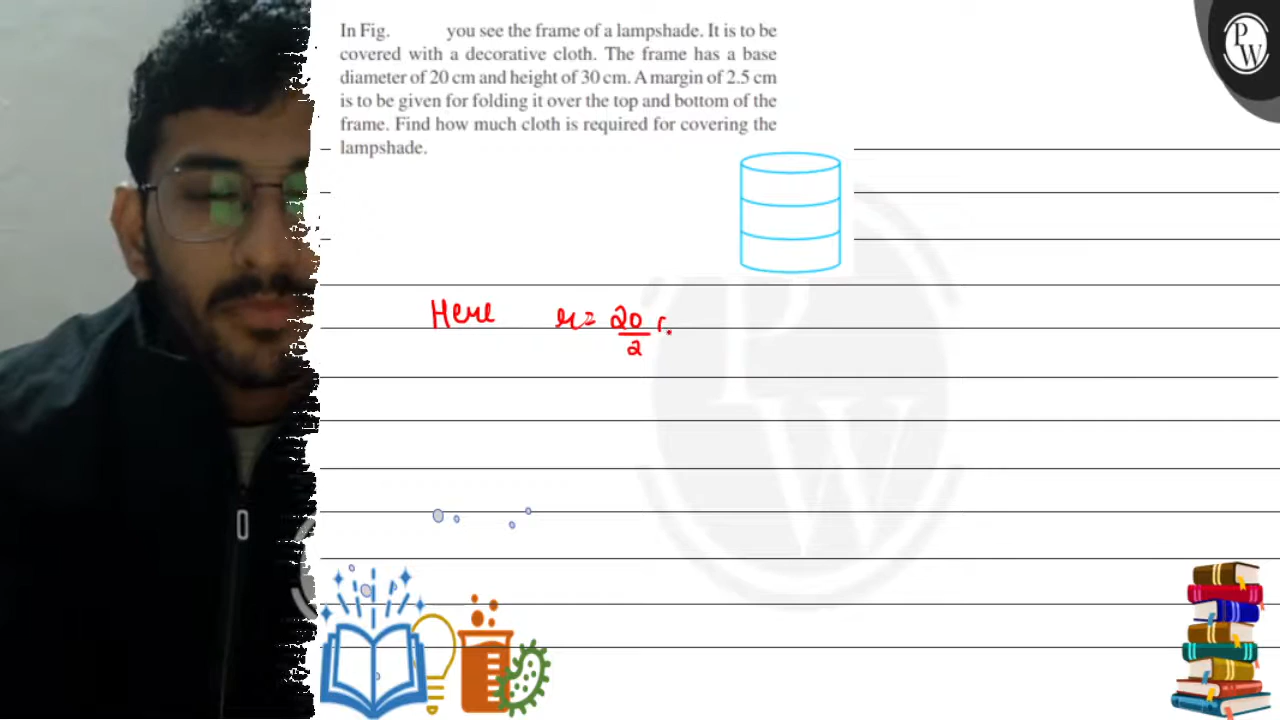 In Fig. you see the frame of a lampshade. It is to be
covered with a decorative cloth. The frame has a base
diameter of 20 cm and height of 30 cm. A margin of 2.5 cm
is to be given for folding it over the top and bottom of the
frame. Find how much cloth is required for covering the
lampshade.
Here r = 20/2 c
PW
PW